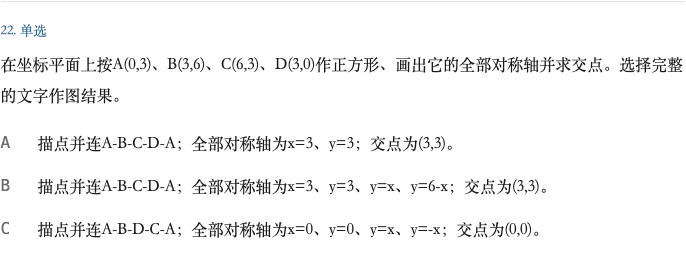 22. 单选
在坐标平面上按A(0,3)、B(3,6)、C(6,3)、D(3,0)作正方形、画出它的全部对称轴并求交点。选择完整
的文字作图结果。
A 描点并连A-B-C-D-A；全部对称轴为x=3、y=3；交点为(3,3)。
B 描点并连A-B-C-D-A；全部对称轴为x=3、y=3、y=x、y=6-x；交点为(3,3)。
C 描点并连A-B-D-C-A；全部对称轴为x=0、y=0、y=x、y=-x；交点为(0,0)。